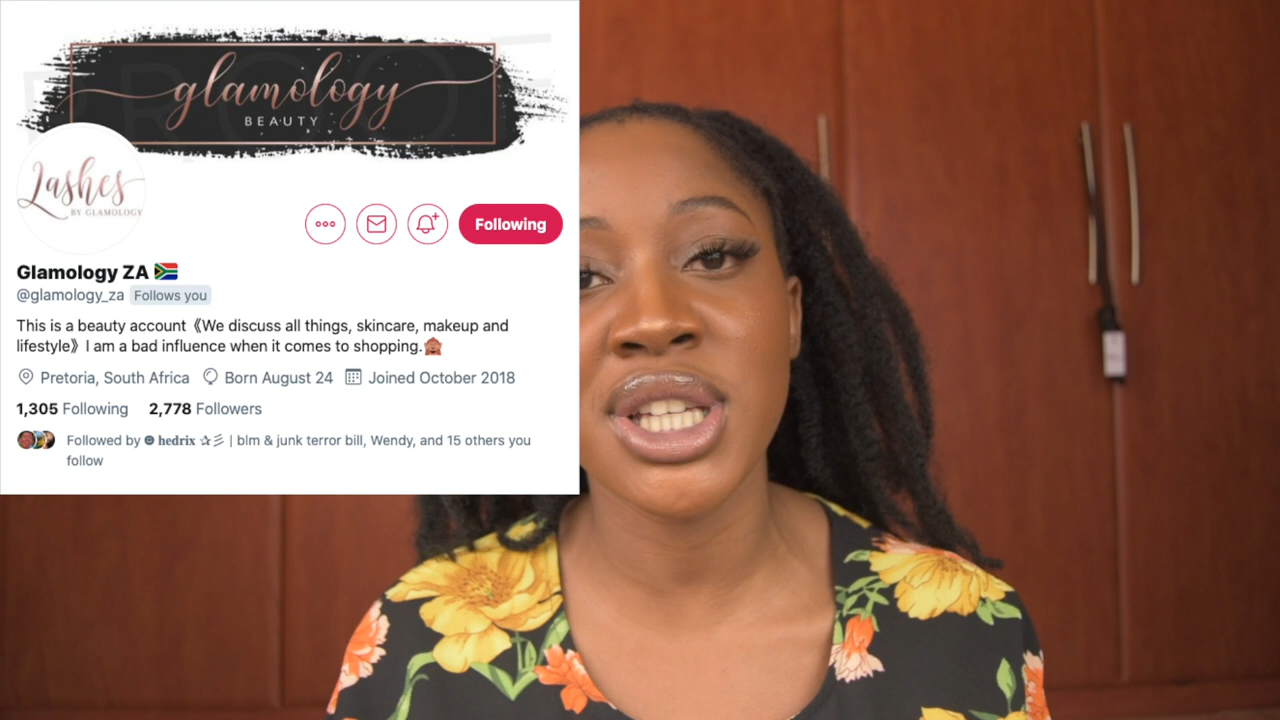 glamology
BEAUTY
Lashes
BY GLAMOLOGY
Following
Glamology ZA 🇿🇦
@glamology_za Follows you
This is a beauty account《We discuss all things, skincare, makeup and
lifestyle》I am a bad influence when it comes to shopping.🙈
Pretoria, South Africa Born August 24 Joined October 2018
1,305 Following 2,778 Followers
Followed by ☻ hedrix ✰彡 | blm & junk terror bill, Wendy, and 15 others you
follow